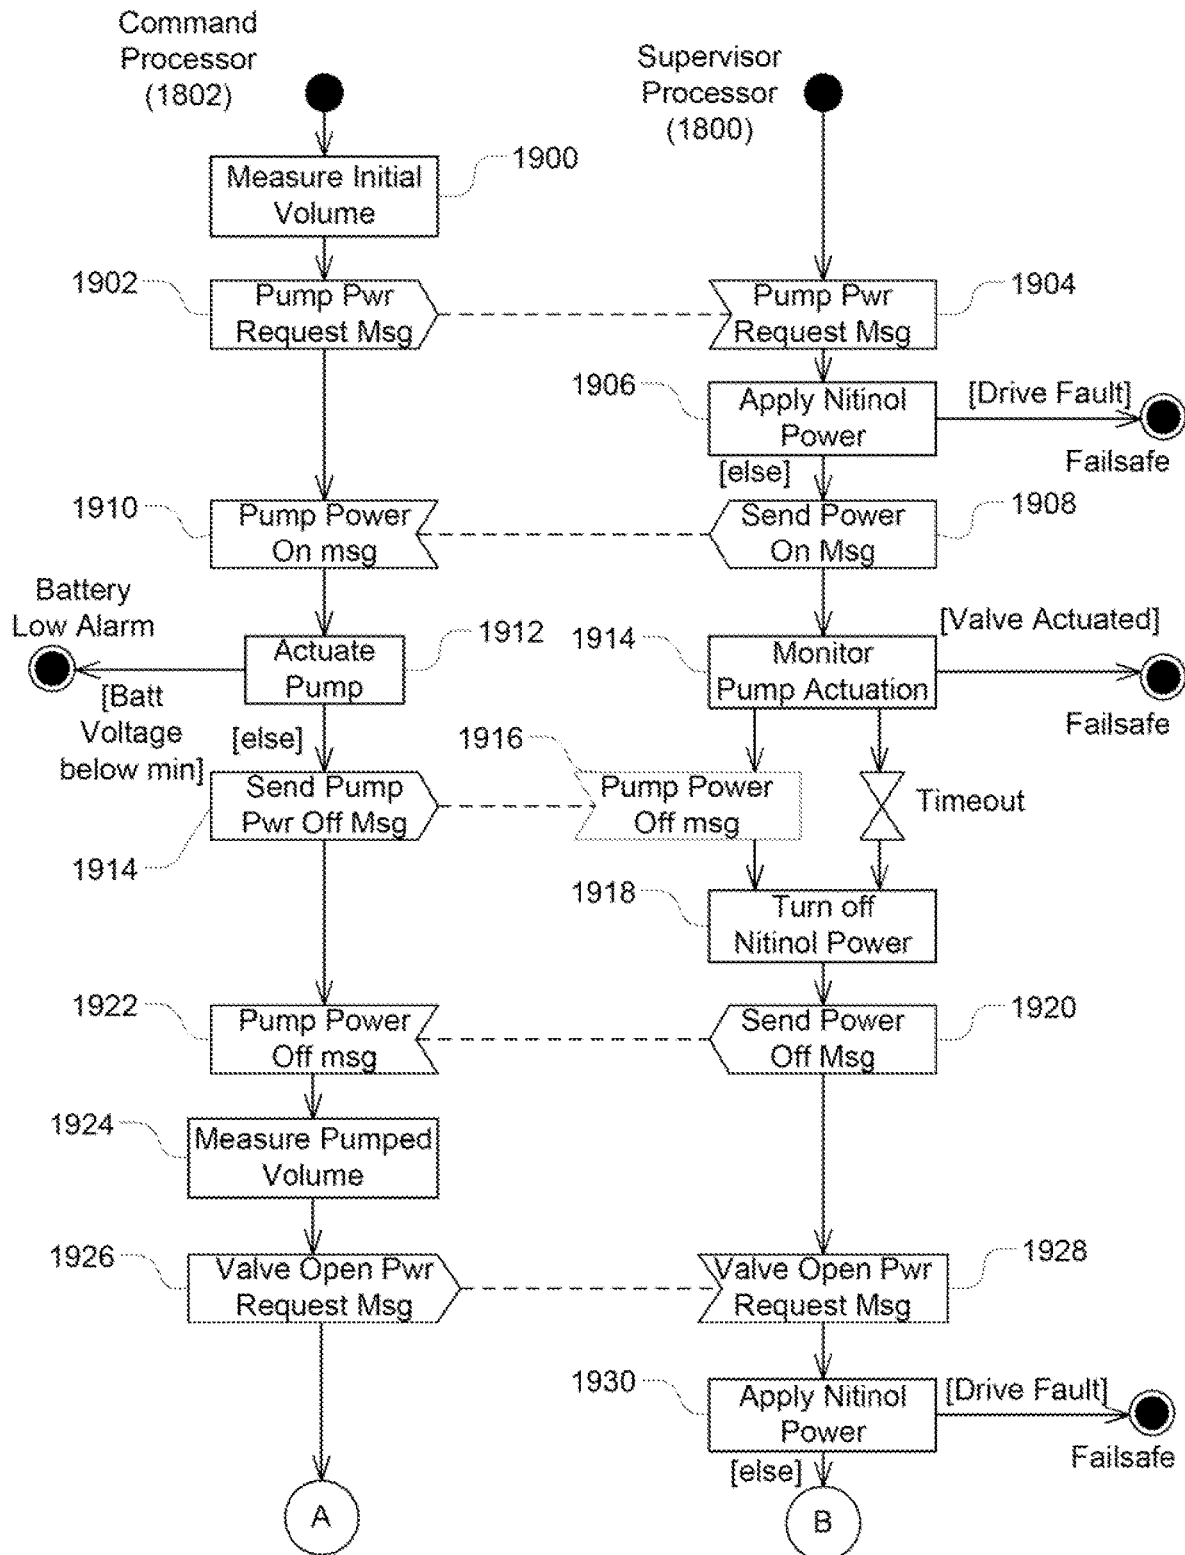 Command
Processor
(1802)
Supervisor
Processor
(1800)
Measure Initial
Volume
1900
1902
Pump Pwr
Request Msg
Pump Pwr
Request Msg
1904
1906
Apply Nitinol
Power
[Drive Fault]
Failsafe
[else]
1910
Pump Power
On msg
Send Power
On Msg
1908
Battery
Low Alarm
Actuate
Pump
1912
1914
Monitor
Pump Actuation
[Valve Actuated]
Failsafe
[Batt
Voltage
below min]
[else]
1916
Send Pump
Pwr Off Msg
1914
Pump Power
Off msg
Timeout
1918
Turn off
Nitinol Power
1922
Pump Power
Off msg
Send Power
Off Msg
1920
1924
Measure Pumped
Volume
1926
Valve Open Pwr
Request Msg
Valve Open Pwr
Request Msg
1928
1930
Apply Nitinol
Power
[Drive Fault]
Failsafe
[else]
A
B